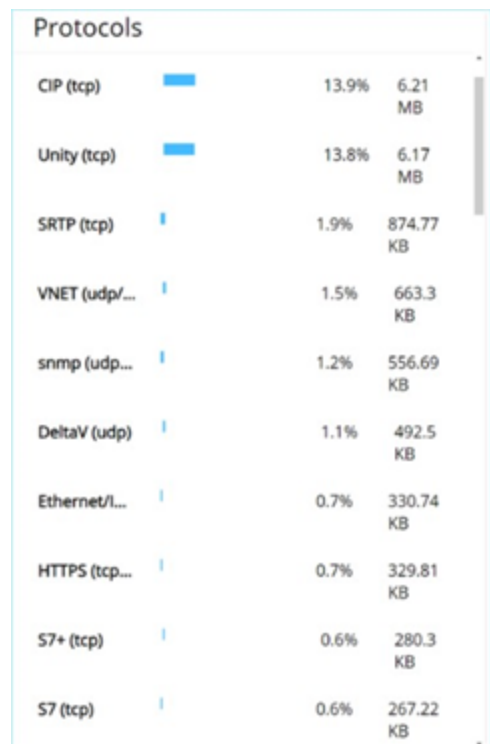 Protocols
CIP (tcp) 13.9% 6.21
MB
Unity (tcp) 13.8% 6.17
MB
SRTP (tcp) 1.9% 874.77
KB
VNET (udp/... 1.5% 663.3
KB
snmp (udp... 1.2% 556.69
KB
DeltaV (udp) 1.1% 492.5
KB
Ethernet/I... 0.7% 330.74
KB
HTTPS (tcp... 0.7% 329.81
KB
S7+ (tcp) 0.6% 280.3
KB
S7 (tcp) 0.6% 267.22
KB